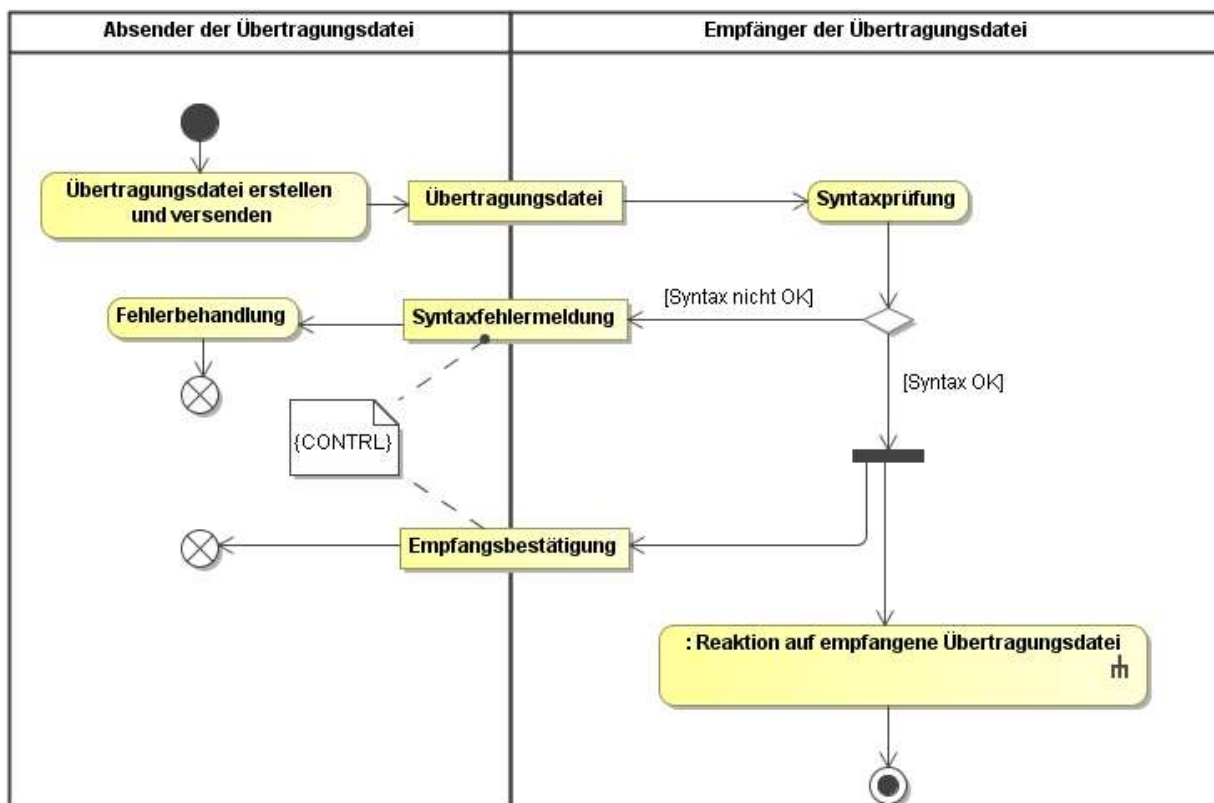 Absender der Übertragungsdatei
Empfänger der Übertragungsdatei
Übertragungsdatei erstellen
und versenden
Übertragungsdatei
Syntaxprüfung
[Syntax nicht OK]
Fehlerbehandlung
Syntaxfehlermeldung
[Syntax OK]
{CONTRL}
Empfangsbestätigung
: Reaktion auf empfangene Übertragungsdatei